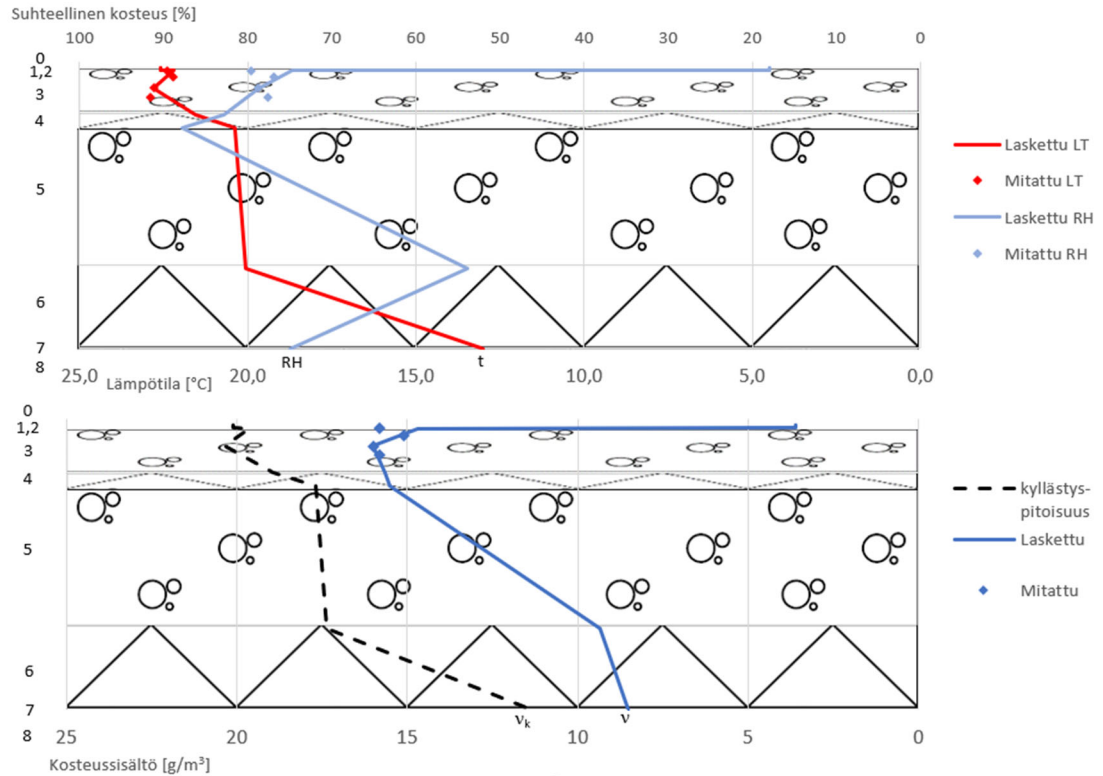 Suhteellinen kosteus [%]
100 90 80 70 60 50 40 30 20 10 0
0
1,2
3
4
5
6
7
8
RH t
25,0 20,0 15,0 10,0 5,0 0,0
Lämpötila [°C]
Laskettu LT
Mitattu LT
Laskettu RH
Mitattu RH
0
1,2
3
4
5
6
7
8
νk ν
25 20 15 10 5 0
Kosteussisältö [g/m³]
kyllästys-
pitoisuus
Laskettu
Mitattu